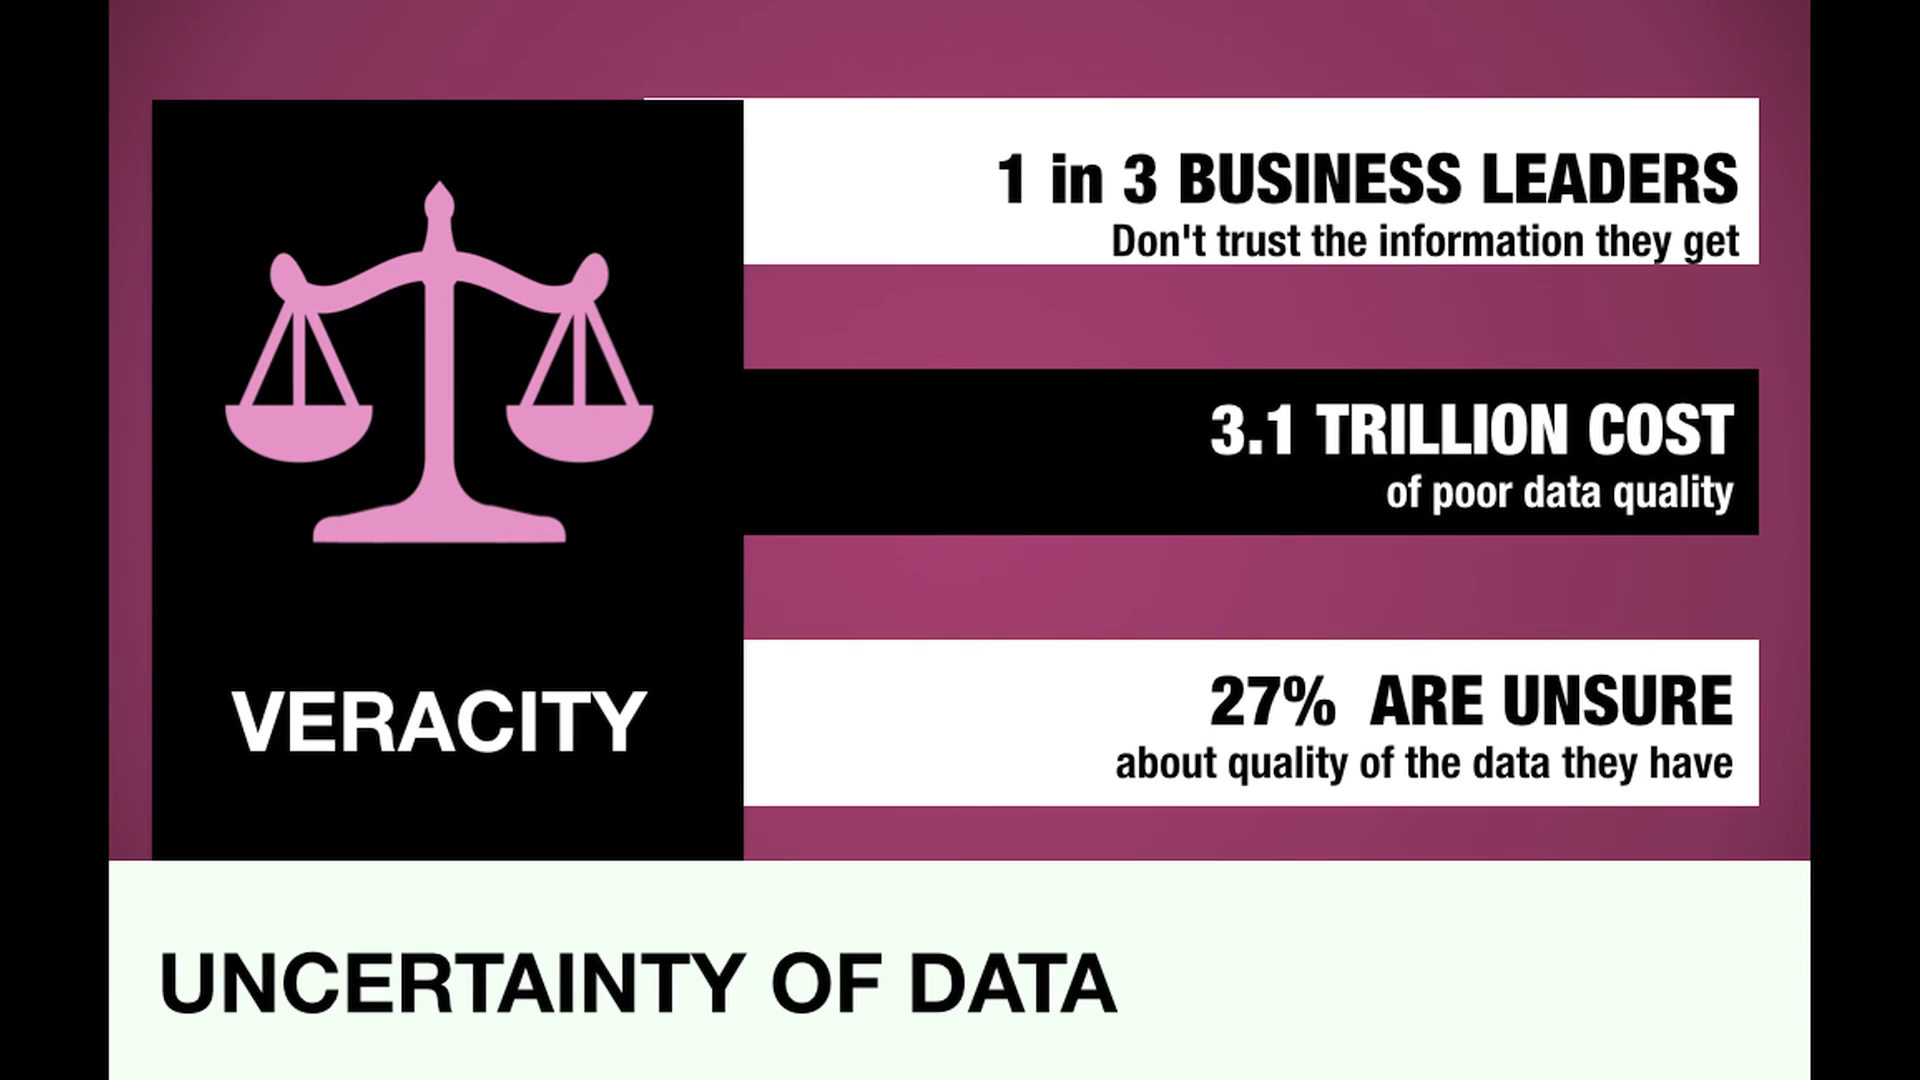 1 in 3 BUSINESS LEADERS
Don't trust the information they get
3.1 TRILLION COST
of poor data quality
VERACITY
27% ARE UNSURE
about quality of the data they have
UNCERTAINTY OF DATA